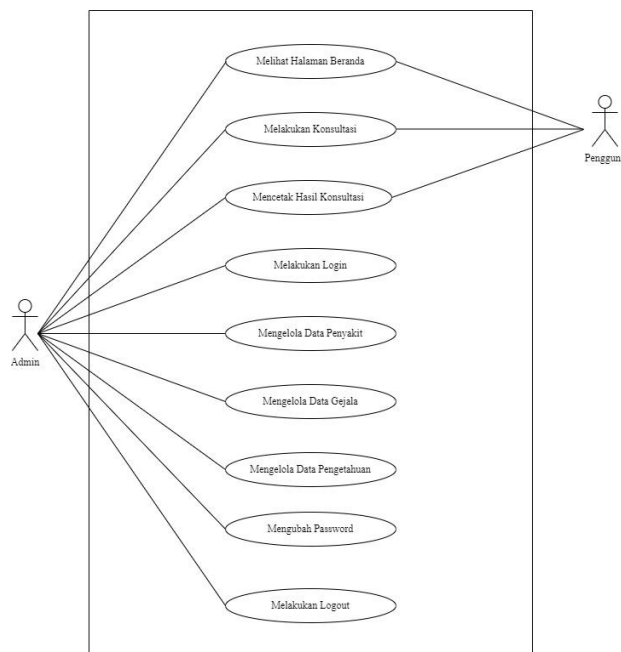 Melihat Halaman Beranda
Melakukan Konsultasi
Penggun
Mencetak Hasil Konsultasi
Melakukan Login
Mengelola Data Penyakit
Admin
Mengelola Data Gejala
Mengelola Data Pengetahuan
Mengubah Password
Melakukan Logout